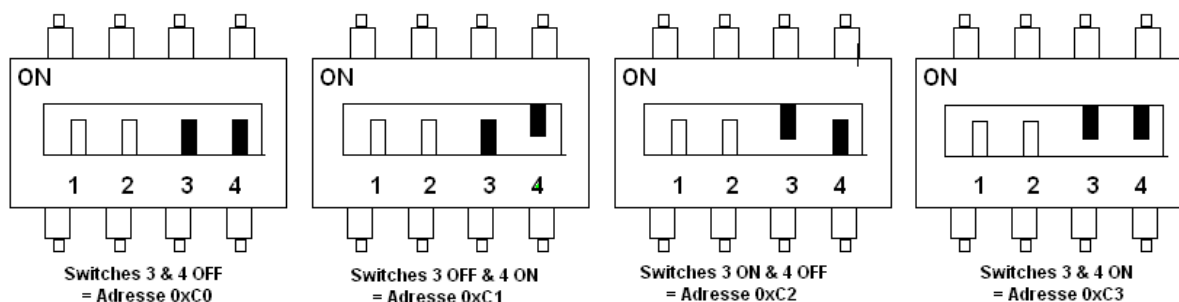 ON
1 2 3 4
Switches 3 & 4 OFF
= Adresse 0xC0
ON
1 2 3 4
Switches 3 OFF & 4 ON
= Adresse 0xC1
ON
1 2 3 4
Switches 3 ON & 4 OFF
= Adresse 0xC2
ON
1 2 3 4
Switches 3 & 4 ON
= Adresse 0xC3